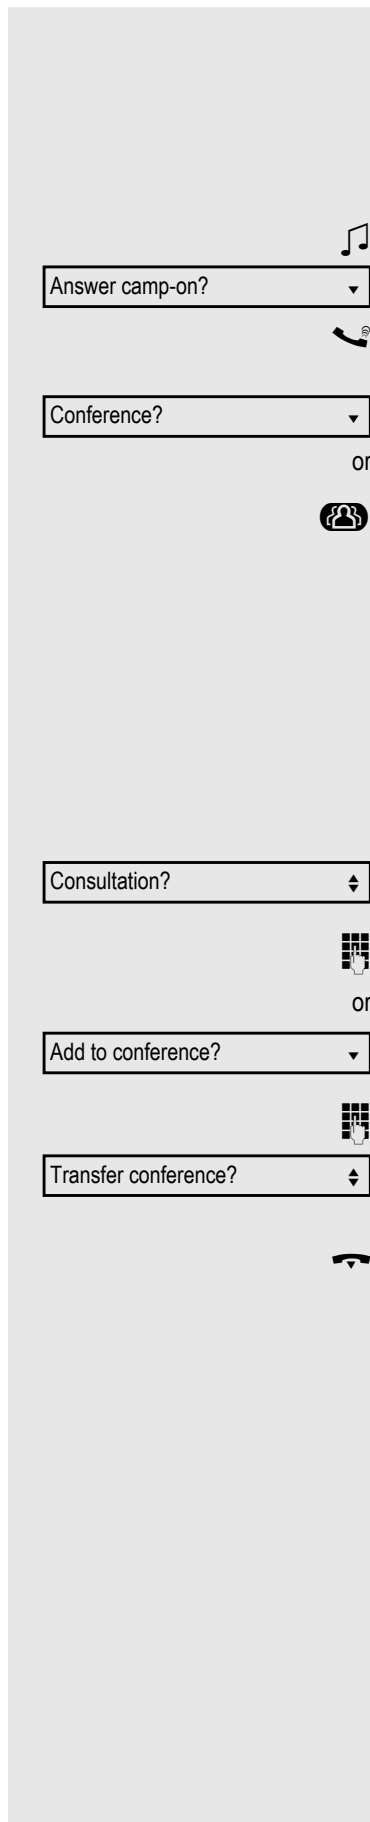 Answer camp-on?
Conference?
or
Consultation?
or
Add to conference?
Transfer conference?